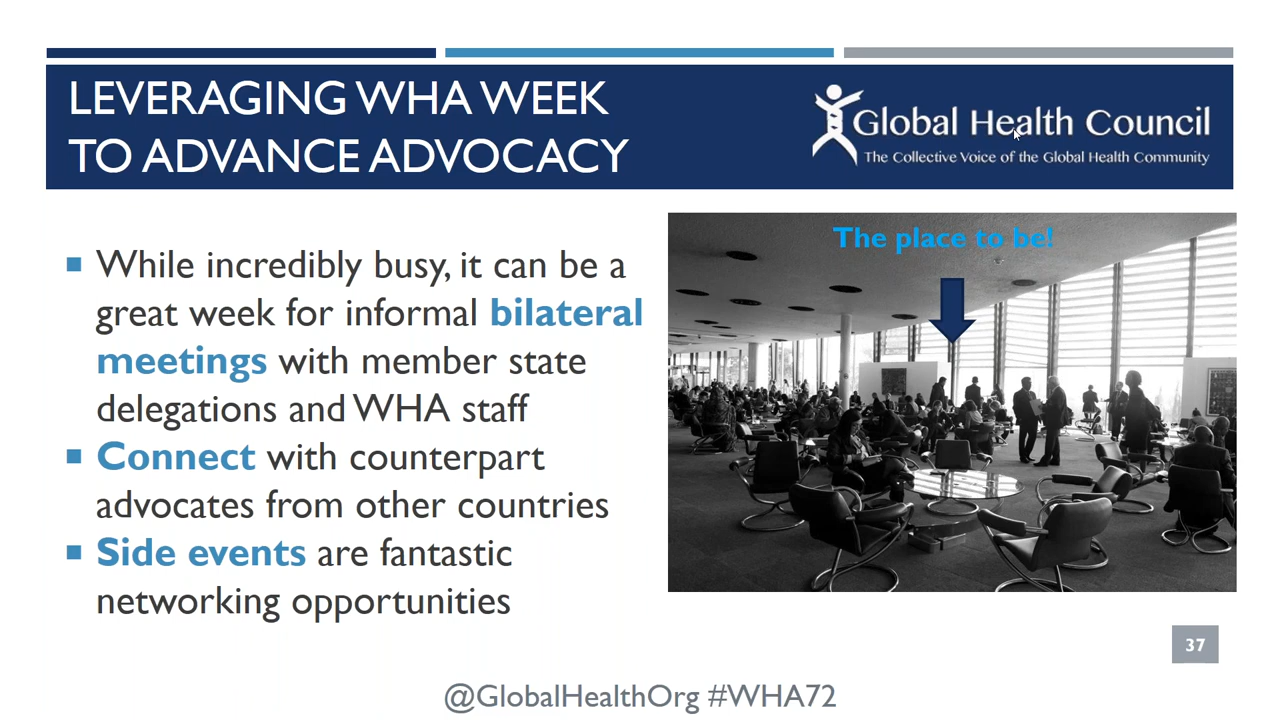 LEVERAGING WHA WEEK
TO ADVANCE ADVOCACY
Global Health Council
The Collective Voice of the Global Health Community
While incredibly busy, it can be a
great week for informal bilateral
meetings with member state
delegations and WHA staff
Connect with counterpart
advocates from other countries
Side events are fantastic
networking opportunities
The place to be!
37
@GlobalHealthOrg #WHA72